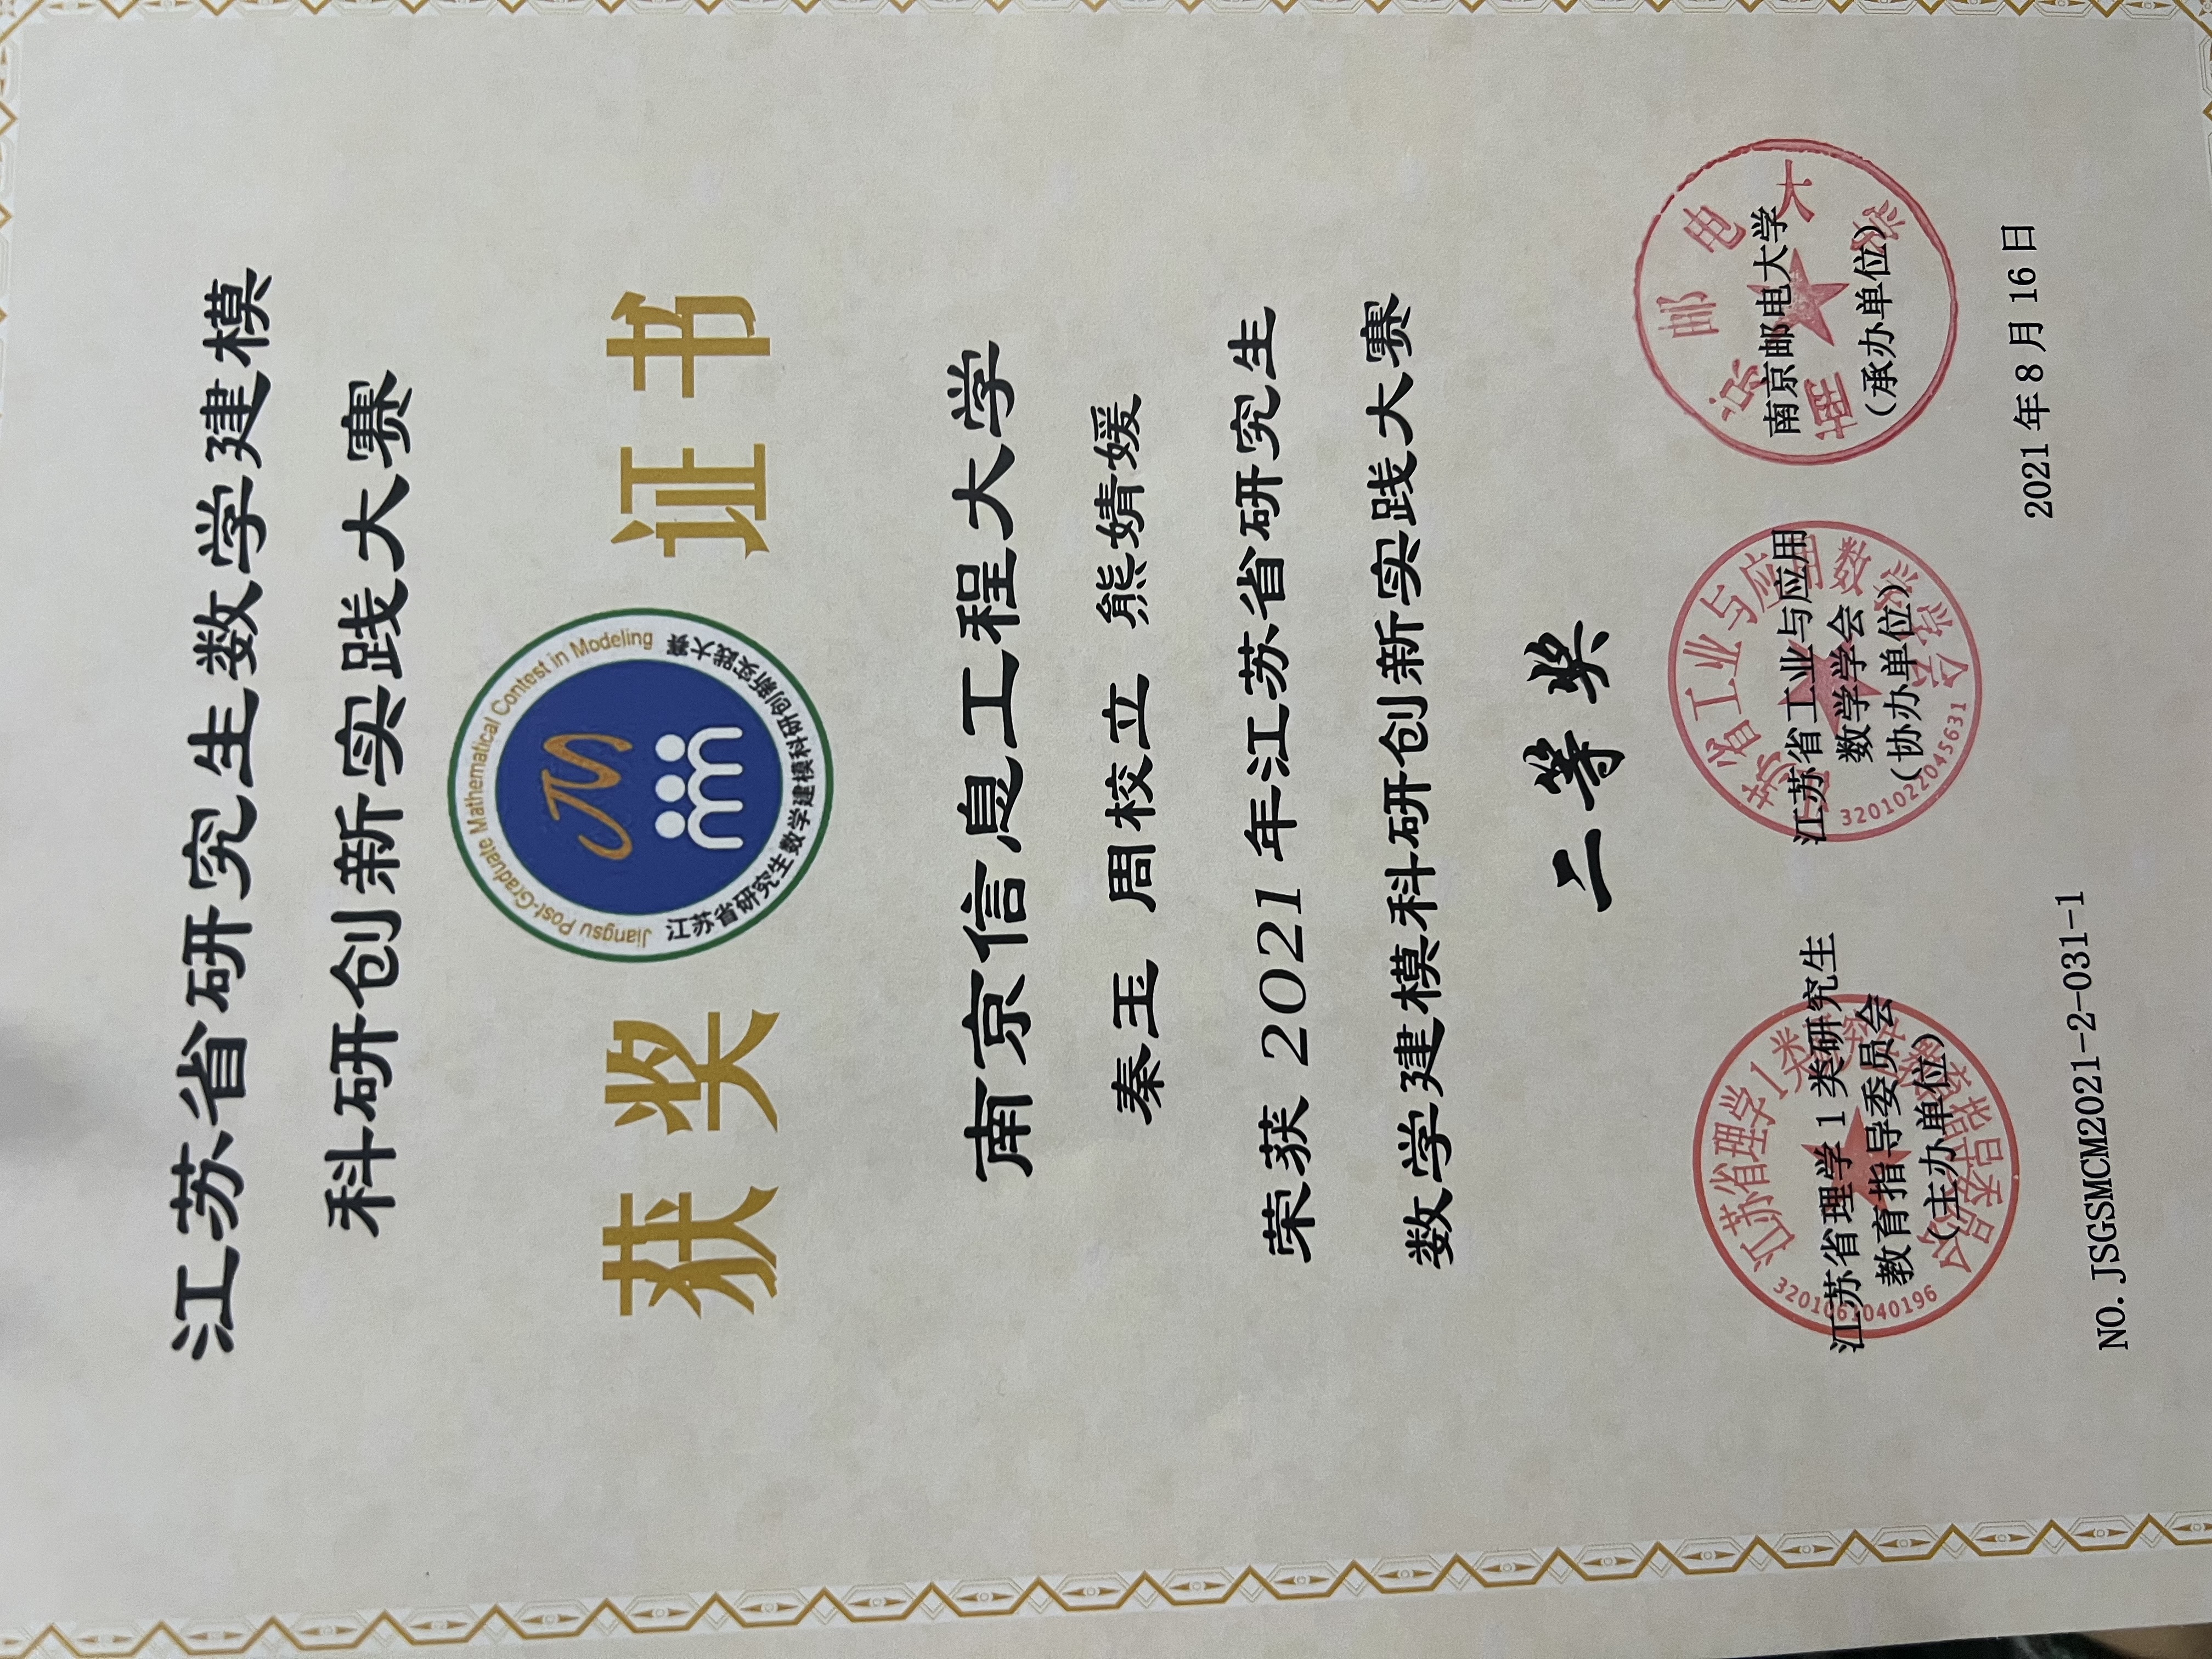 江苏省研究生数学建模
科研创新实践大赛
获奖
Jiangsu Post-Graduate Mathematical Contest in Modeling
JM
江苏省研究生数学建模科研创新实践大赛
证书
南京信息工程大学
秦玉 周校立 熊婧媛
荣获 2021 年江苏省研究生
数学建模科研创新实践大赛
二等奖
江苏省理学1类研究生
教育指导委员会
(主办单位)
3201061040196
江苏省工业与应用
数学学会
(协办单位)
3201022045631
南京邮电大学
(承办单位)
2021 年 8 月 16 日
NO. JSGSMCM2021-2-031-1